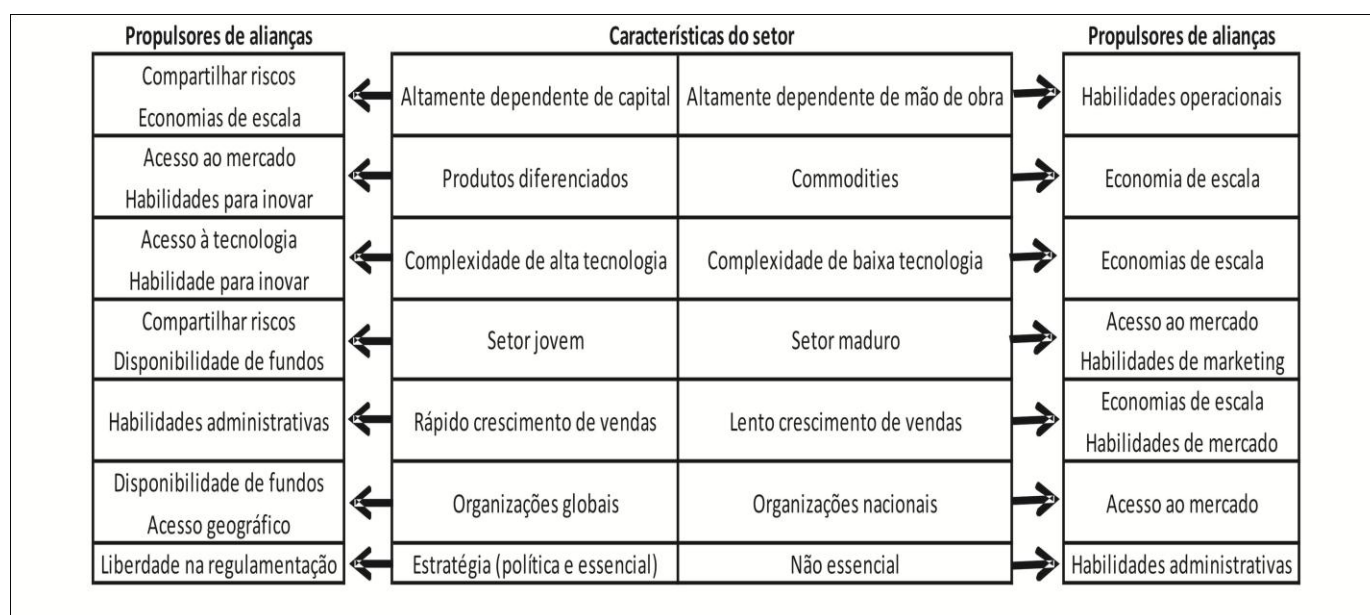 Propulsores de alianças
Características do setor
Propulsores de alianças
Compartilhar riscos
Economias de escala
Altamente dependente de capital
Altamente dependente de mão de obra
Habilidades operacionais
Acesso ao mercado
Habilidades para inovar
Produtos diferenciados
Commodities
Economia de escala
Acesso à tecnologia
Habilidade para inovar
Complexidade de alta tecnologia
Complexidade de baixa tecnologia
Economias de escala
Compartilhar riscos
Disponibilidade de fundos
Setor jovem
Setor maduro
Acesso ao mercado
Habilidades de marketing
Habilidades administrativas
Rápido crescimento de vendas
Lento crescimento de vendas
Economias de escala
Habilidades de mercado
Disponibilidade de fundos
Acesso geográfico
Organizações globais
Organizações nacionais
Acesso ao mercado
Liberdade na regulamentação
Estratégia (política e essencial)
Não essencial
Habilidades administrativas